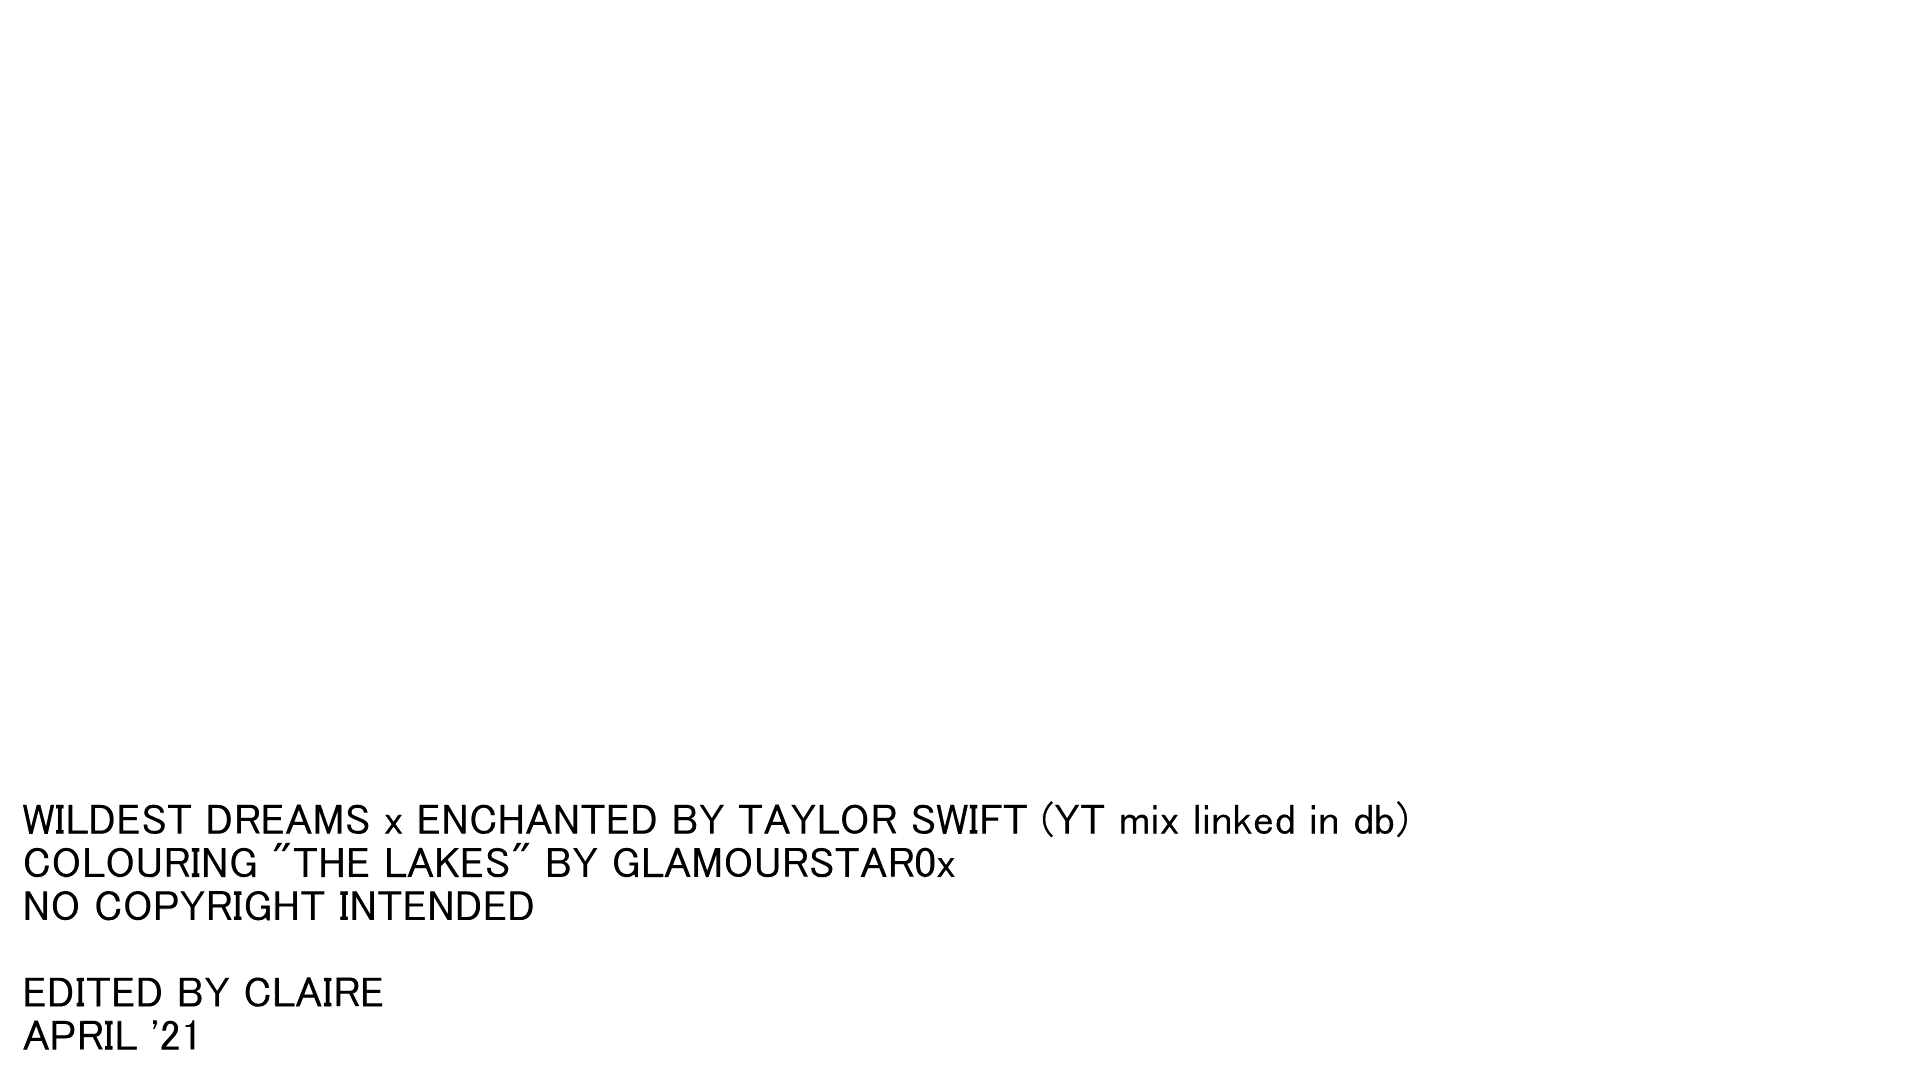 WILDEST DREAMS x ENCHANTED BY TAYLOR SWIFT (YT mix linked in db)
COLOURING "THE LAKES" BY GLAMOURSTAR0x
NO COPYRIGHT INTENDED
EDITED BY CLAIRE
APRIL '21